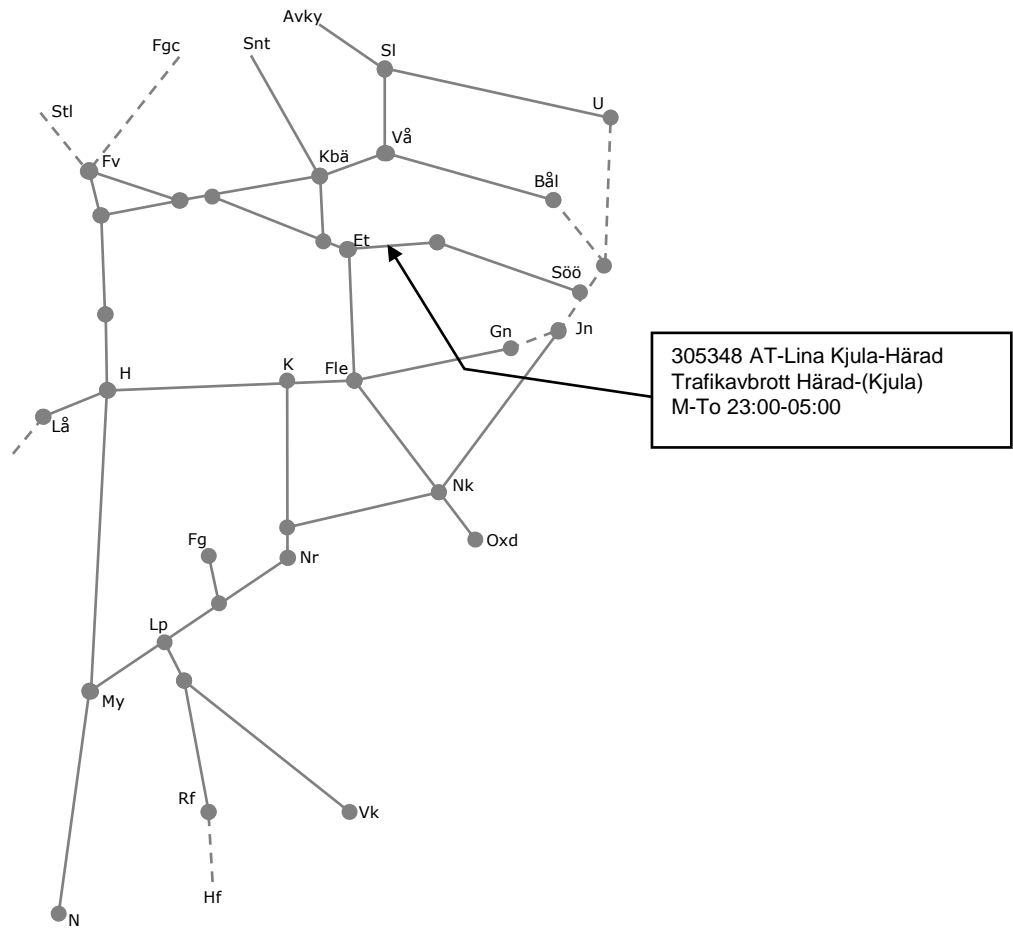 Avky
Snt
Fgc
Sl
U
Stl
Vå
Kbä
Fv
Bål
Et
Söö
Jn
Gn
305348 AT-Lina Kjula-Härad
Trafikavbrott Härad-(Kjula)
M-To 23:00-05:00
H
K
Fle
Lå
Nk
Fg
Oxd
Nr
Lp
My
Rf
Vk
Hf
N